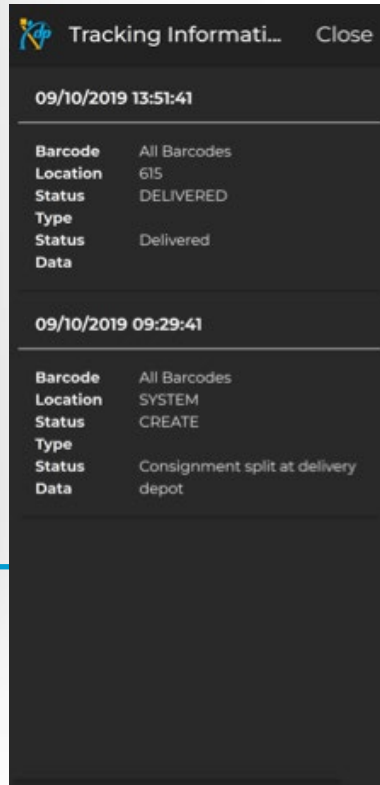 Xdp Tracking Informati... Close
09/10/2019 13:51:41
Barcode All Barcodes
Location 615
Status DELIVERED
Type
Status Delivered
Data
09/10/2019 09:29:41
Barcode All Barcodes
Location SYSTEM
Status CREATE
Type
Status Consignment split at delivery
Data depot